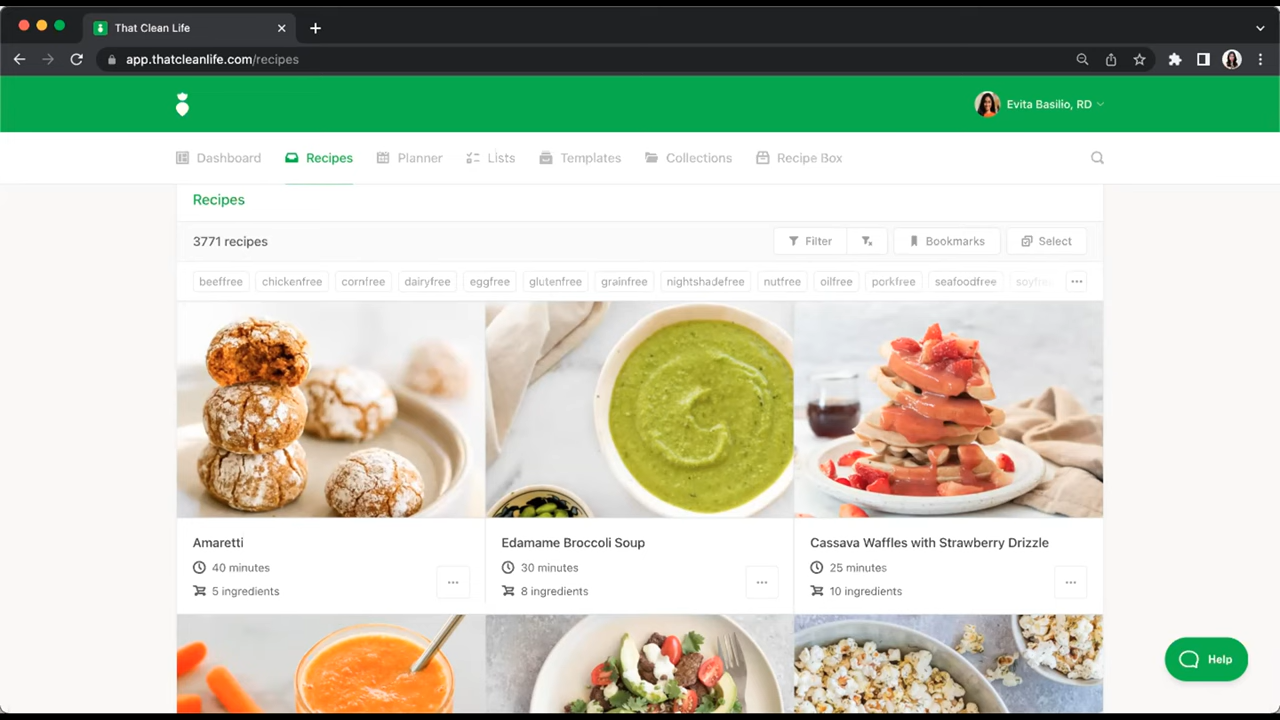 That Clean Life
app.thatcleanlife.com/recipes
Evita Basilio, RD
Dashboard Recipes Planner Lists Templates Collections Recipe Box
Recipes
3771 recipes Filter Bookmarks Select
beeffree chickenfree cornfree dairyfree eggfree glutenfree grainfree nightshadefree nutfree oilfree porkfree seafoodfree
Amaretti
40 minutes
5 ingredients
Edamame Broccoli Soup
30 minutes
8 ingredients
Cassava Waffles with Strawberry Drizzle
25 minutes
10 ingredients
Help